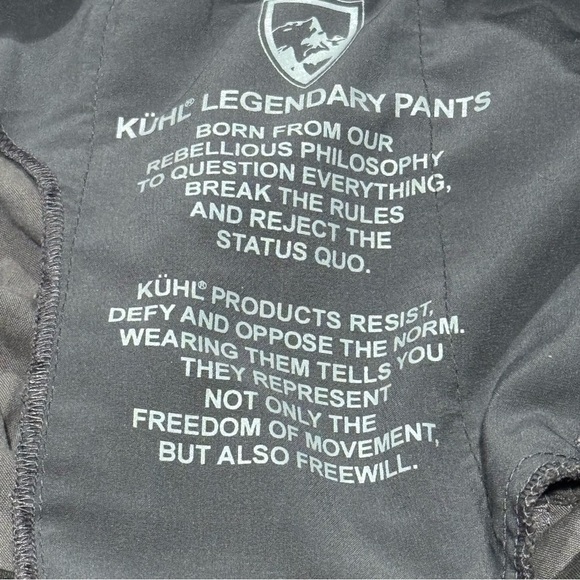 KÜHL® LEGENDARY PANTS
BORN FROM OUR
REBELLIOUS PHILOSOPHY
TO QUESTION EVERYTHING,
BREAK THE RULES
AND REJECT THE
STATUS QUO.
KÜHL® PRODUCTS RESIST,
DEFY AND OPPOSE THE NORM.
WEARING THEM TELLS YOU
THEY REPRESENT
NOT ONLY THE
FREEDOM OF MOVEMENT,
BUT ALSO FREEWILL.